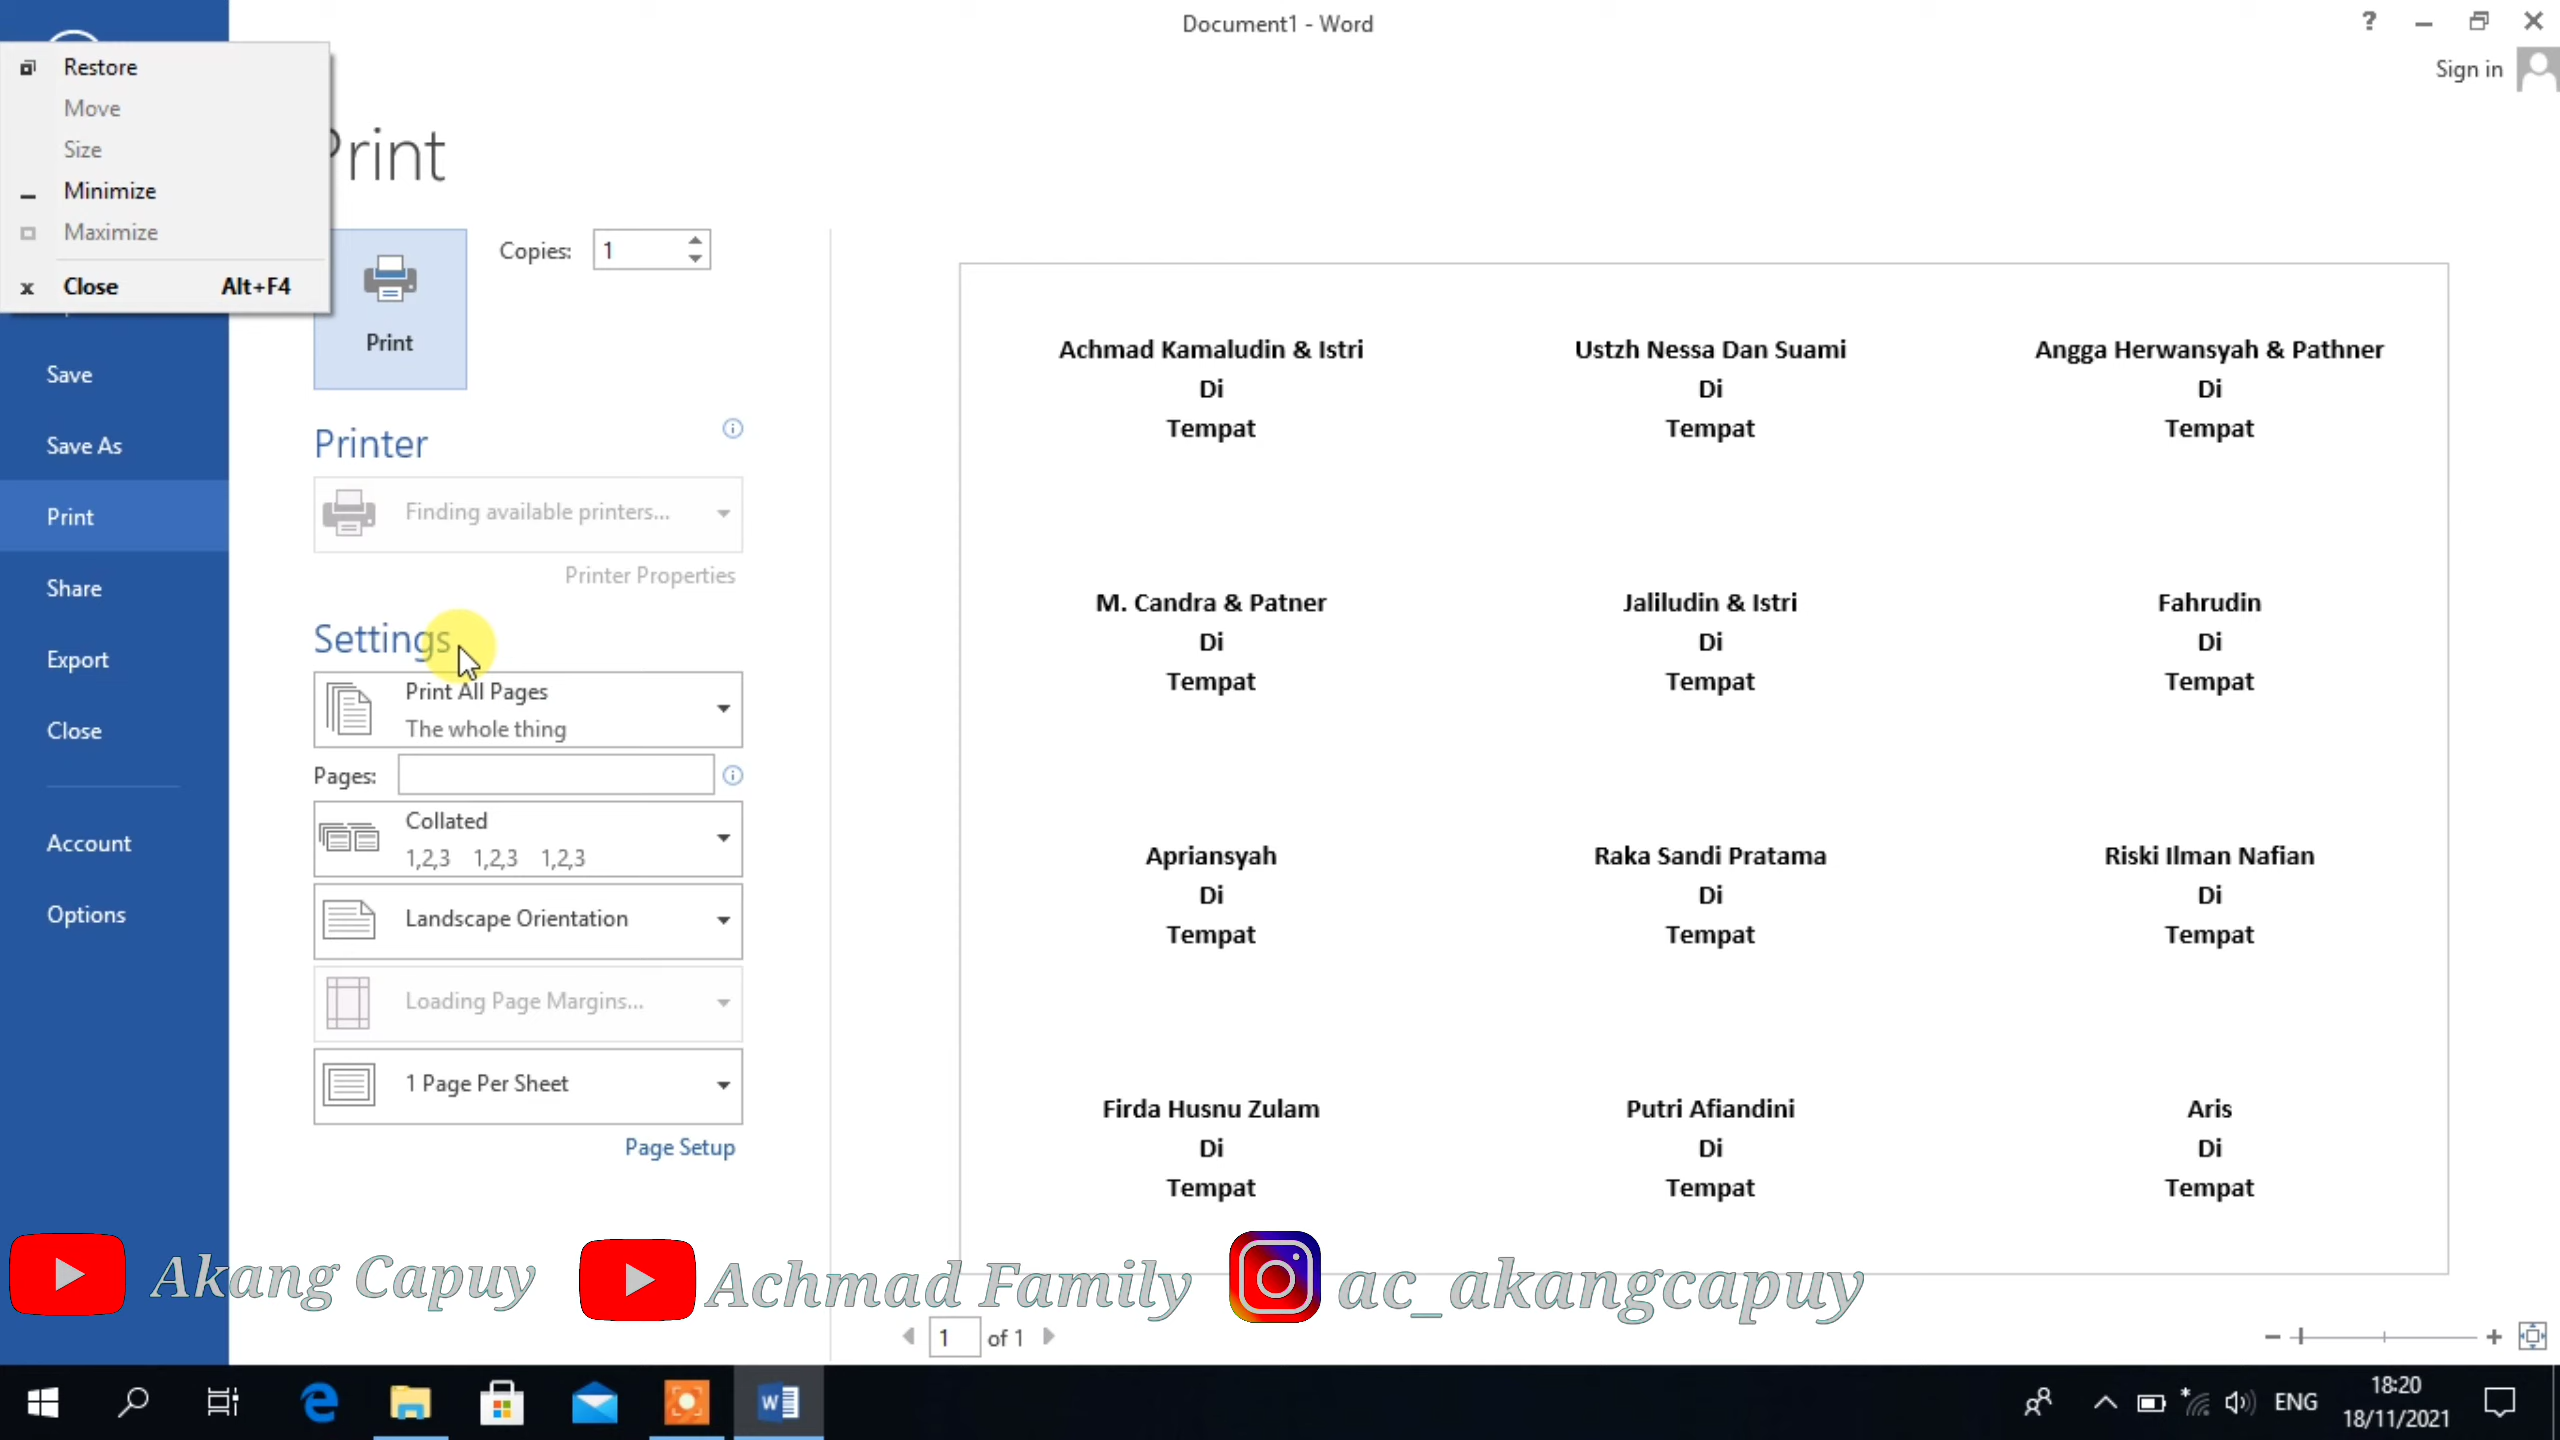 Document1 - Word
Sign in
Restore
Move
Size
Minimize
Maximize
Close Alt+F4
Save
Save As
Print
Share
Export
Close
Account
Options
Print
Print
Copies: 1
Printer
Finding available printers...
Printer Properties
Settings
Print All Pages
The whole thing
Pages:
Collated
1,2,3 1,2,3 1,2,3
Landscape Orientation
Loading Page Margins...
1 Page Per Sheet
Page Setup
Achmad Kamaludin & Istri
Di
Tempat
Ustzh Nessa Dan Suami
Di
Tempat
Angga Herwansyah & Pathner
Di
Tempat
M. Candra & Patner
Di
Tempat
Jaliludin & Istri
Di
Tempat
Fahrudin
Di
Tempat
Apriansyah
Di
Tempat
Raka Sandi Pratama
Di
Tempat
Riski Ilman Nafian
Di
Tempat
Firda Husnu Zulam
Di
Tempat
Putri Afiandini
Di
Tempat
Aris
Di
Tempat
Akang Capuy
Achmad Family
ac_akangcapuy
1 of 1
ENG
18:20
18/11/2021